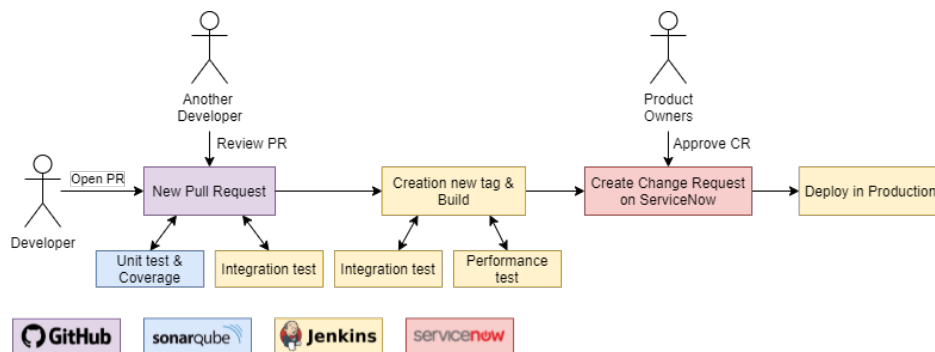 Another
Developer
Product
Owners
Review PR
Approve CR
Open PR
New Pull Request
Creation new tag &
Build
Create Change Request
on ServiceNow
Deploy in Production
Developer
Unit test &
Coverage
Integration test
Integration test
Performance
test
GitHub
sonarqube
Jenkins
servicenow